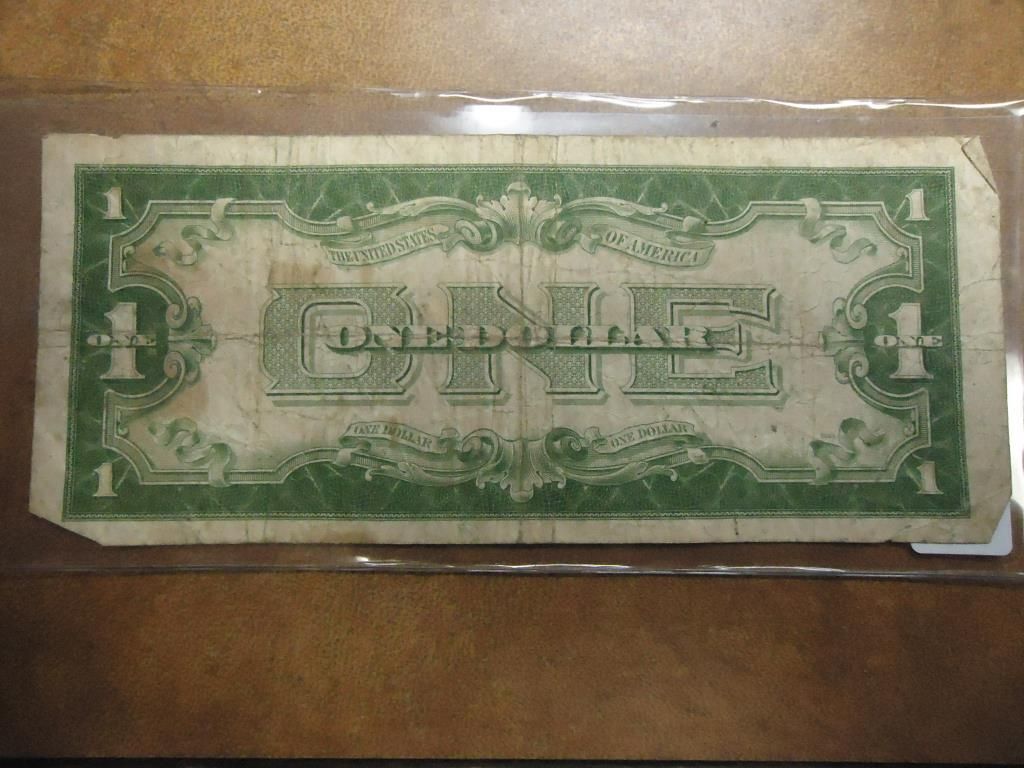 1 1
THE UNITED STATES OF AMERICA
ONE
ONE DOLLAR
1 ONE 1 ONE
ONE DOLLAR ONE DOLLAR
1 1